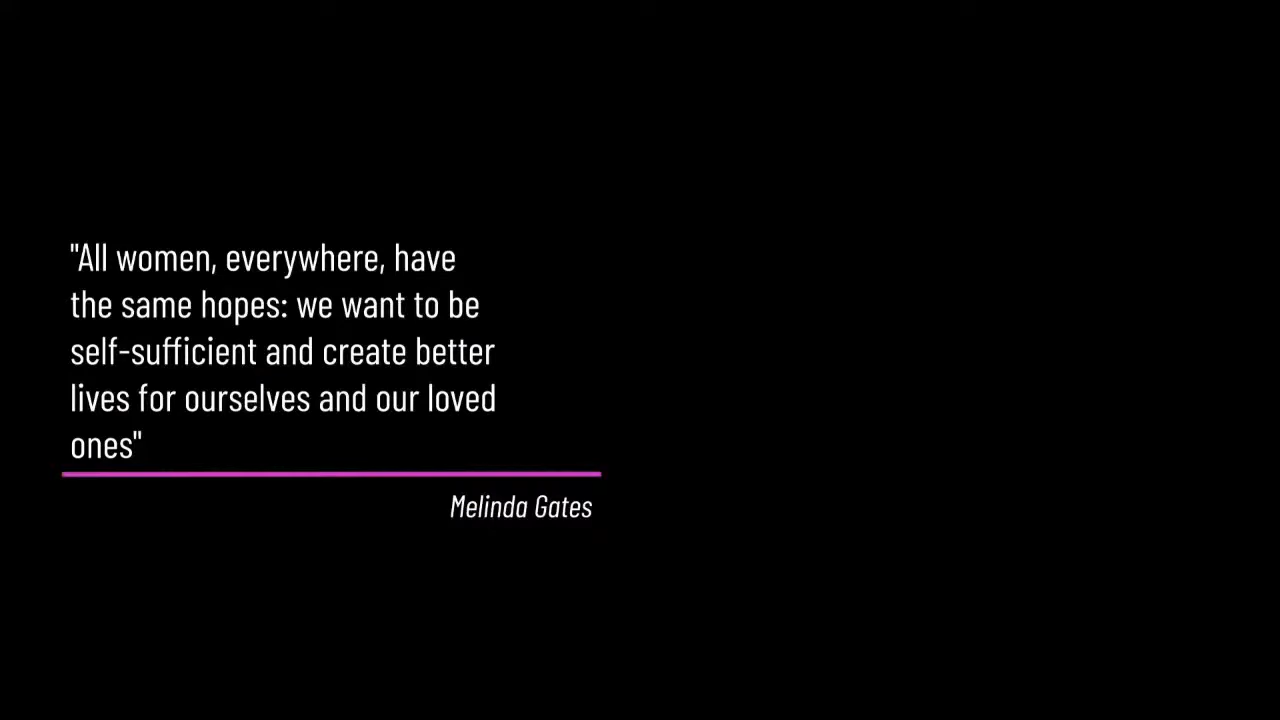 "All women, everywhere, have
the same hopes: we want to be
self-sufficient and create better
lives for ourselves and our loved
ones"
Melinda Gates